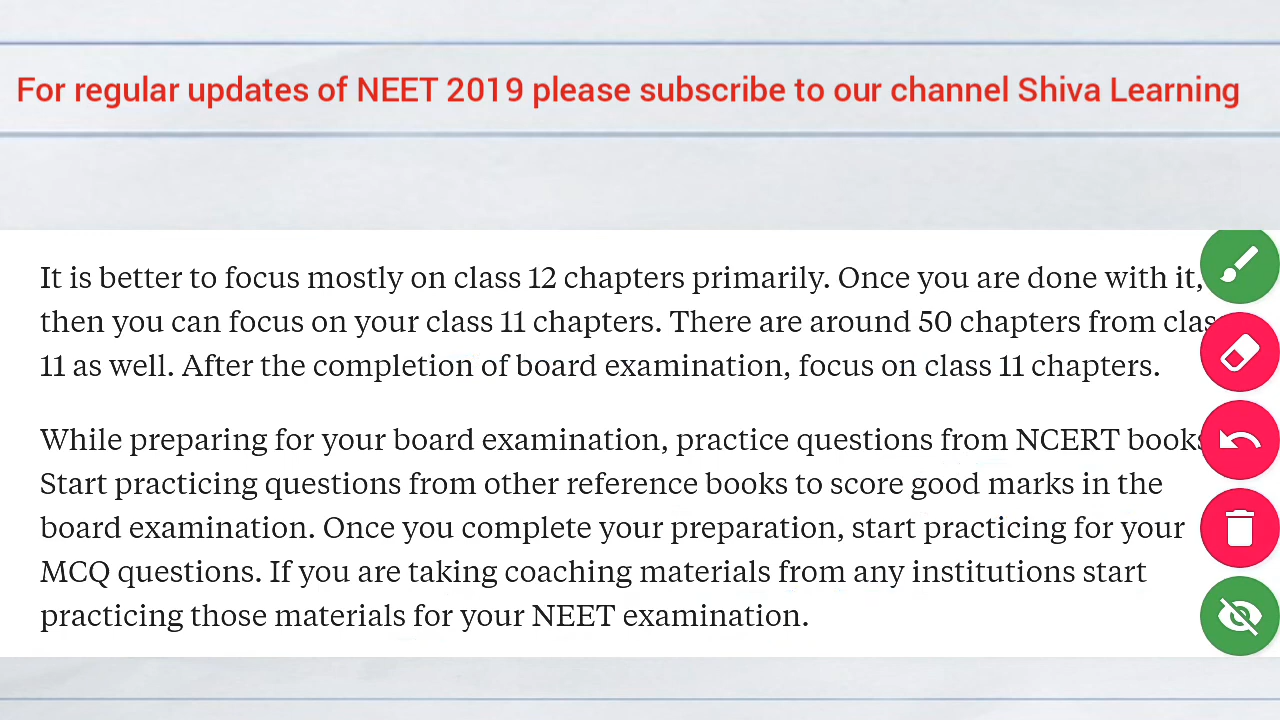 For regular updates of NEET 2019 please subscribe to our channel Shiva Learning
It is better to focus mostly on class 12 chapters primarily. Once you are done with it,
then you can focus on your class 11 chapters. There are around 50 chapters from clas
11 as well. After the completion of board examination, focus on class 11 chapters.
While preparing for your board examination, practice questions from NCERT books
Start practicing questions from other reference books to score good marks in the
board examination. Once you complete your preparation, start practicing for your
MCQ questions. If you are taking coaching materials from any institutions start
practicing those materials for your NEET examination.